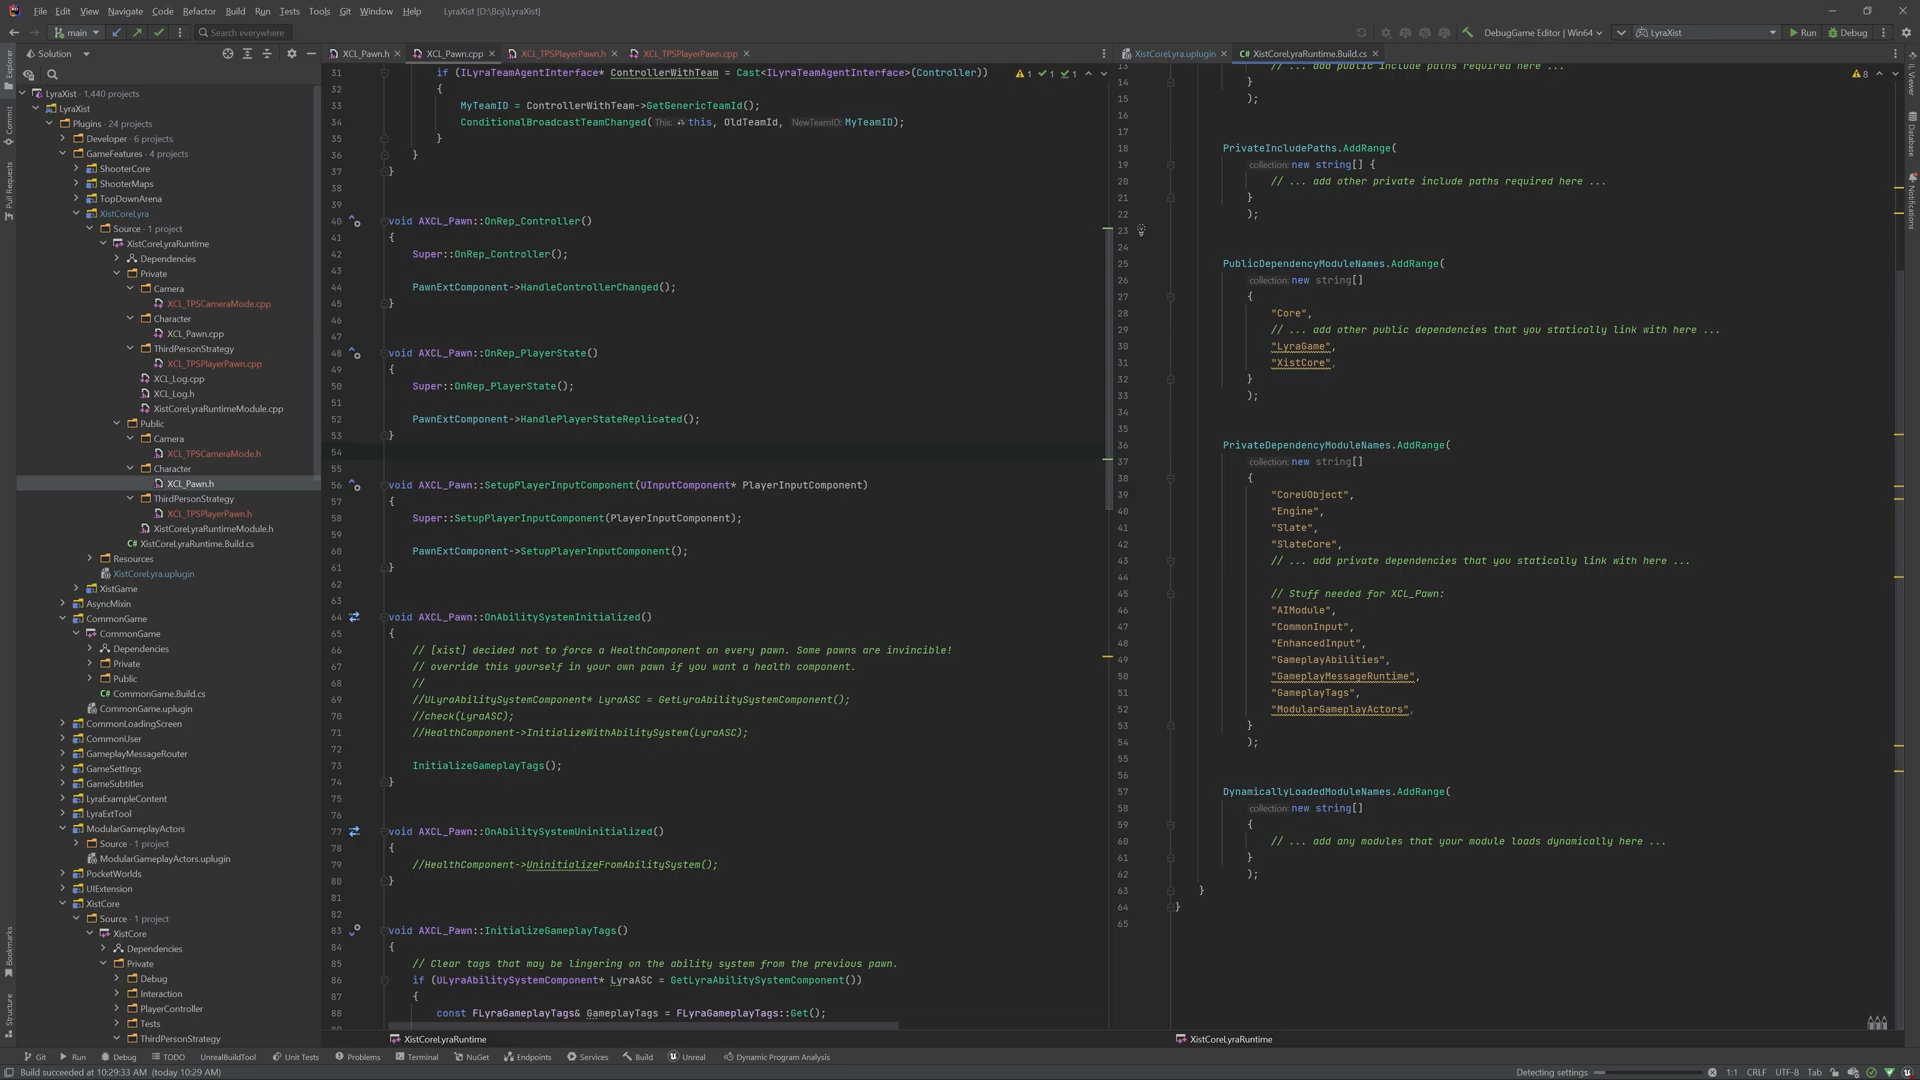 File Edit View Navigate Code Refactor Build Run Tests Tools Git Window Help LyraXist [D:\Boj\LyraXist]
main Search everywhere DebugGame Editor | Win64 LyraXist Run Debug
Solution
XCL_Pawn.h XCL_Pawn.cpp XCL_TPSPlayerPawn.h XCL_TPSPlayerPawn.cpp XistCoreLyra.uplugin XistCoreLyraRuntime.Build.cs
Explorer
Commit
Pull Requests
Bookmarks
Structure
LyraXist · 1,440 projects
LyraXist
Plugins · 24 projects
Developer · 6 projects
GameFeatures · 4 projects
ShooterCore
ShooterMaps
TopDownArena
XistCoreLyra
Source · 1 project
XistCoreLyraRuntime
Dependencies
Private
Camera
XCL_TPSCameraMode.cpp
Character
XCL_Pawn.cpp
ThirdPersonStrategy
XCL_TPSPlayerPawn.cpp
XCL_Log.cpp
XCL_Log.h
XistCoreLyraRuntimeModule.cpp
Public
Camera
XCL_TPSCameraMode.h
Character
XCL_Pawn.h
ThirdPersonStrategy
XCL_TPSPlayerPawn.h
XistCoreLyraRuntimeModule.h
C# XistCoreLyraRuntime.Build.cs
Resources
XistCoreLyra.uplugin
XistGame
AsyncMixin
CommonGame
CommonGame
Dependencies
Private
Public
C# CommonGame.Build.cs
CommonGame.uplugin
CommonLoadingScreen
CommonUser
GameplayMessageRouter
GameSettings
GameSubtitles
LyraExampleContent
LyraExtTool
ModularGameplayActors
Source · 1 project
ModularGameplayActors.uplugin
PocketWorlds
UIExtension
XistCore
Source · 1 project
XistCore
Dependencies
Private
Debug
Interaction
PlayerController
Tests
ThirdPersonStrategy
31 if (ILyraTeamAgentInterface* ControllerWithTeam = Cast<ILyraTeamAgentInterface>(Controller)) 1 1 1
32 {
33 MyTeamID = ControllerWithTeam->GetGenericTeamId();
34 ConditionalBroadcastTeamChanged( This: this, OldTeamId, NewTeamID: MyTeamID);
35 }
36 }
37 }
38
39
40 void AXCL_Pawn::OnRep_Controller()
41 {
42 Super::OnRep_Controller();
43
44 PawnExtComponent->HandleControllerChanged();
45 }
46
47
48 void AXCL_Pawn::OnRep_PlayerState()
49 {
50 Super::OnRep_PlayerState();
51
52 PawnExtComponent->HandlePlayerStateReplicated();
53 }
54
55
56 void AXCL_Pawn::SetupPlayerInputComponent(UInputComponent* PlayerInputComponent)
57 {
58 Super::SetupPlayerInputComponent(PlayerInputComponent);
59
60 PawnExtComponent->SetupPlayerInputComponent();
61 }
62
63
64 void AXCL_Pawn::OnAbilitySystemInitialized()
65 {
66 // [xist] decided not to force a HealthComponent on every pawn. Some pawns are invincible!
67 // override this yourself in your own pawn if you want a health component.
68 //
69 //ULyraAbilitySystemComponent* LyraASC = GetLyraAbilitySystemComponent();
70 //check(LyraASC);
71 //HealthComponent->InitializeWithAbilitySystem(LyraASC);
72
73 InitializeGameplayTags();
74 }
75
76
77 void AXCL_Pawn::OnAbilitySystemUninitialized()
78 {
79 //HealthComponent->UninitializeFromAbilitySystem();
80 }
81
82
83 void AXCL_Pawn::InitializeGameplayTags()
84 {
85 // Clear tags that may be lingering on the ability system from the previous pawn.
86 if (ULyraAbilitySystemComponent* LyraASC = GetLyraAbilitySystemComponent())
87 {
88 const FLyraGameplayTags& GameplayTags = FLyraGameplayTags::Get();
XistCoreLyraRuntime
13 // ... add public include paths required here ...
14 }
15 );
16
17
18 PrivateIncludePaths.AddRange(
19 collection: new string[] {
20 // ... add other private include paths required here ...
21 }
22 );
23
24
25 PublicDependencyModuleNames.AddRange(
26 collection: new string[]
27 {
28 "Core",
29 // ... add other public dependencies that you statically link with here ...
30 "LyraGame",
31 "XistCore",
32 }
33 );
34
35
36 PrivateDependencyModuleNames.AddRange(
37 collection: new string[]
38 {
39 "CoreUObject",
40 "Engine",
41 "Slate",
42 "SlateCore",
43 // ... add private dependencies that you statically link with here ...
44
45 // Stuff needed for XCL_Pawn:
46 "AIModule",
47 "CommonInput",
48 "EnhancedInput",
49 "GameplayAbilities",
50 "GameplayMessageRuntime",
51 "GameplayTags",
52 "ModularGameplayActors",
53 }
54 );
55
56
57 DynamicallyLoadedModuleNames.AddRange(
58 collection: new string[]
59 {
60 // ... add any modules that your module loads dynamically here ...
61 }
62 );
63 }
64 }
65
8
XistCoreLyraRuntime
IL Viewer
Database
Notifications
Git Run Debug TODO UnrealBuildTool Unit Tests Problems Terminal NuGet Endpoints Services Build Unreal Dynamic Program Analysis
Build succeeded at 10:29:33 AM (today 10:29 AM) Detecting settings 1:1 CRLF UTF-8 Tab